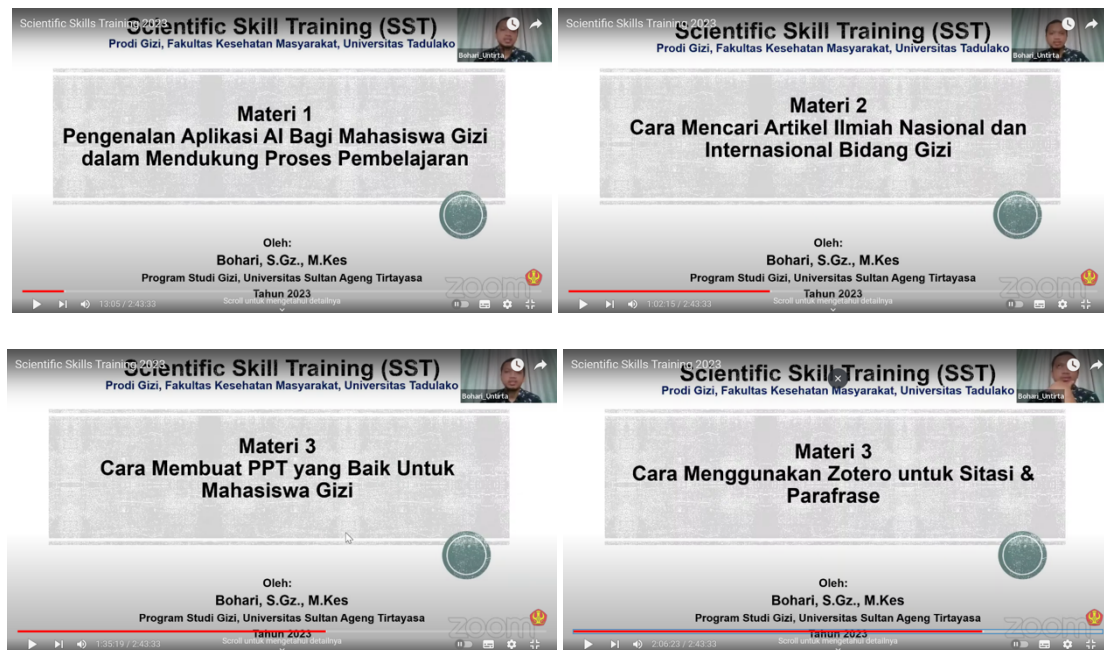 Scientific Skills Training 2023
Scientific Skill Training (SST)
Prodi Gizi, Fakultas Kesehatan Masyarakat, Universitas Tadulako
Bohari_Untirta
Materi 1
Pengenalan Aplikasi AI Bagi Mahasiswa Gizi
dalam Mendukung Proses Pembelajaran
Oleh:
Bohari, S.Gz., M.Kes
Program Studi Gizi, Universitas Sultan Ageng Tirtayasa
Tahun 2023
zoom
13:05 / 2:43:33
Scroll untuk mengetahui detailnya
Scientific Skills Training 2023
Scientific Skill Training (SST)
Prodi Gizi, Fakultas Kesehatan Masyarakat, Universitas Tadulako
Bohari_Untirta
Materi 2
Cara Mencari Artikel Ilmiah Nasional dan
Internasional Bidang Gizi
Oleh:
Bohari, S.Gz., M.Kes
Program Studi Gizi, Universitas Sultan Ageng Tirtayasa
Tahun 2023
zoom
1:02:15 / 2:43:33
Scroll untuk mengetahui detailnya
Scientific Skills Training 2023
Scientific Skill Training (SST)
Prodi Gizi, Fakultas Kesehatan Masyarakat, Universitas Tadulako
Bohari_Untirta
Materi 3
Cara Membuat PPT yang Baik Untuk
Mahasiswa Gizi
Oleh:
Bohari, S.Gz., M.Kes
Program Studi Gizi, Universitas Sultan Ageng Tirtayasa
Tahun 2023
zoom
1:35:19 / 2:43:33
Scroll untuk mengetahui detailnya
Scientific Skills Training 2023
Scientific Skill Training (SST)
Prodi Gizi, Fakultas Kesehatan Masyarakat, Universitas Tadulako
Bohari_Untirta
Materi 3
Cara Menggunakan Zotero untuk Sitasi &
Parafrase
Oleh:
Bohari, S.Gz., M.Kes
Program Studi Gizi, Universitas Sultan Ageng Tirtayasa
Tahun 2023
zoom
2:06:23 / 2:43:33
Scroll untuk mengetahui detailnya